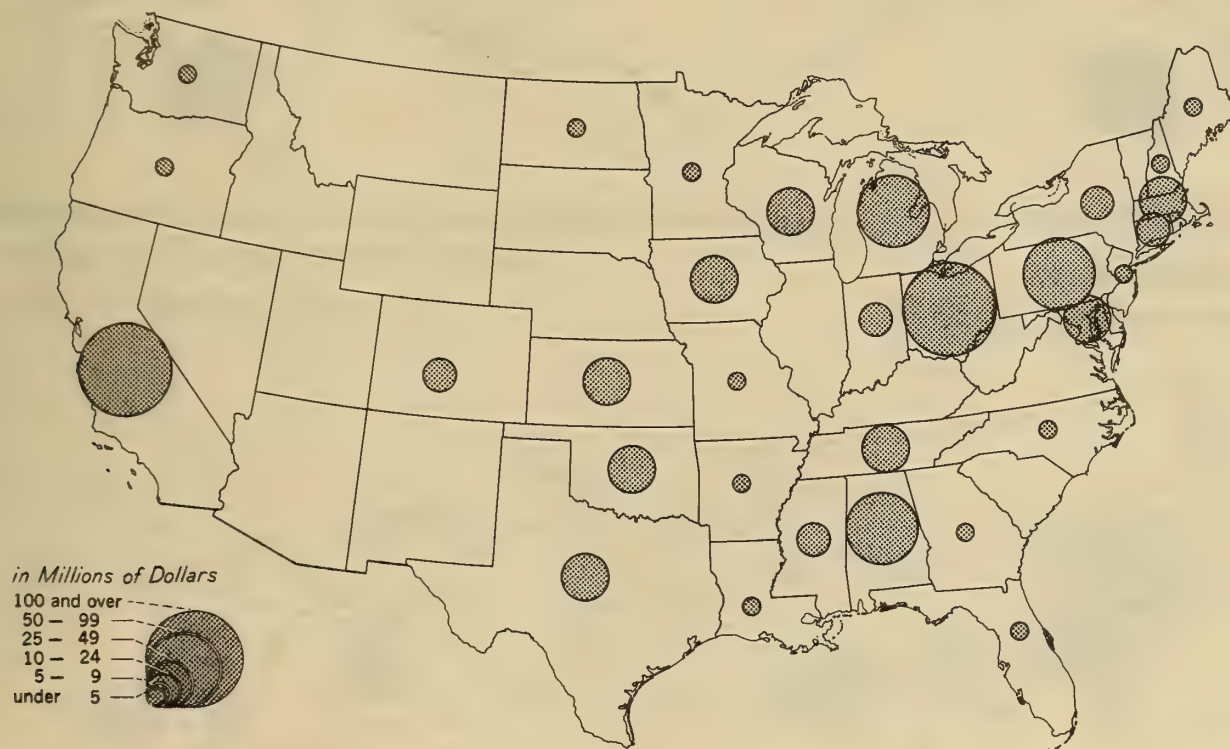 in Millions of Dollars
100 and over
50 – 99
25 – 49
10 – 24
5 – 9
under 5